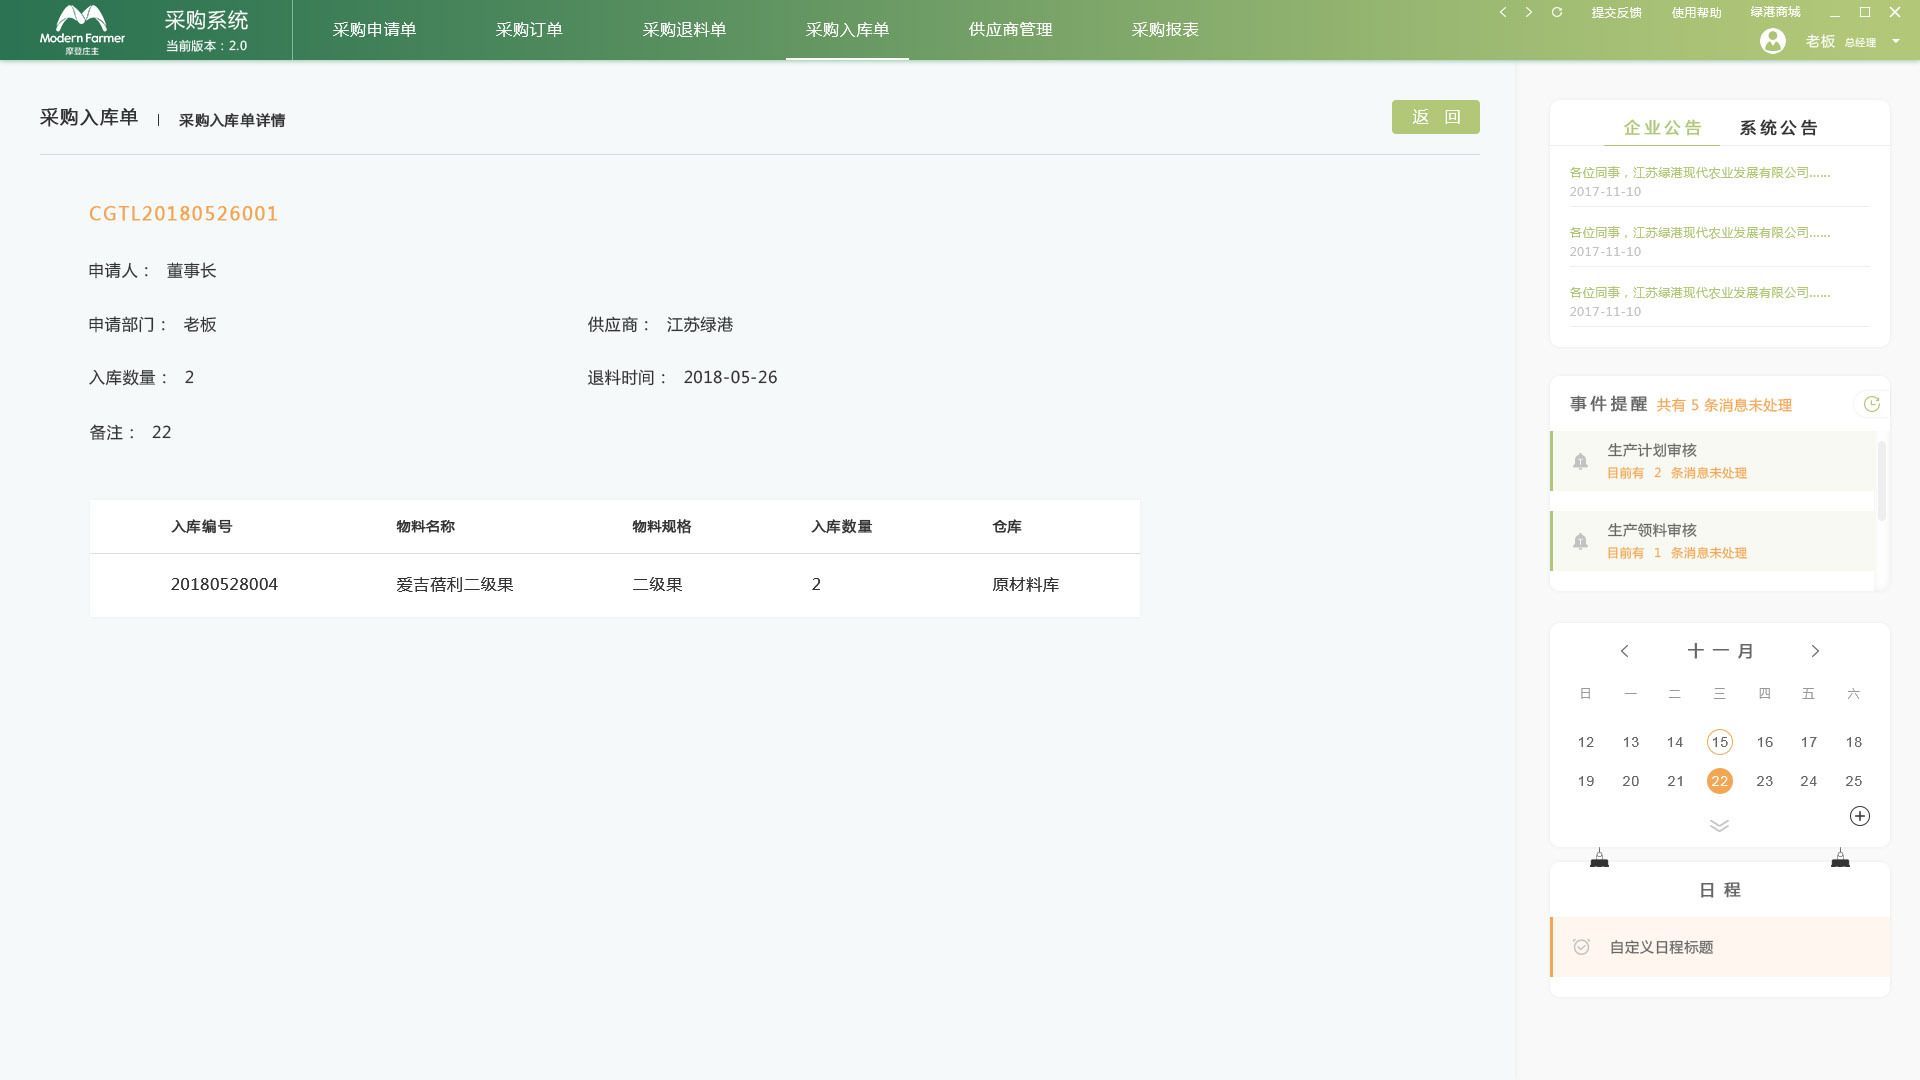 Modern Farmer
摩登庄主
采购系统
当前版本：2.0
采购申请单
采购订单
采购退料单
采购入库单
供应商管理
采购报表
提交反馈
使用帮助
绿港商城
老板 总经理
采购入库单 | 采购入库单详情
返 回
CGTL20180526001
申请人： 董事长
申请部门： 老板
供应商： 江苏绿港
入库数量： 2
退料时间： 2018-05-26
备注： 22
入库编号 物料名称 物料规格 入库数量 仓库
20180528004 爱吉蓓利二级果 二级果 2 原材料库
企业公告 系统公告
各位同事，江苏绿港现代农业发展有限公司......
2017-11-10
各位同事，江苏绿港现代农业发展有限公司......
2017-11-10
各位同事，江苏绿港现代农业发展有限公司......
2017-11-10
事件提醒 共有 5 条消息未处理
生产计划审核
目前有 2 条消息未处理
生产领料审核
目前有 1 条消息未处理
十一月
日 一 二 三 四 五 六
12 13 14 15 16 17 18
19 20 21 22 23 24 25
日 程
自定义日程标题